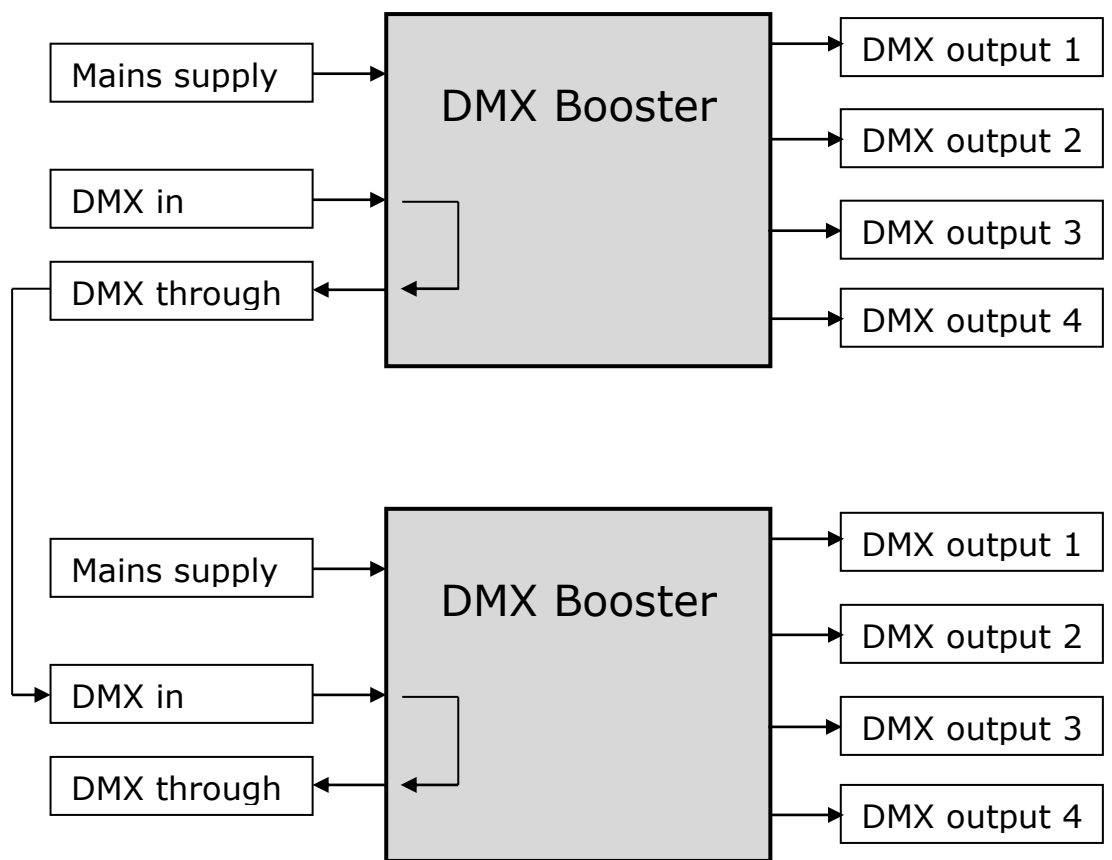 Mains supply
DMX in
DMX through
DMX Booster
DMX output 1
DMX output 2
DMX output 3
DMX output 4
Mains supply
DMX in
DMX through
DMX Booster
DMX output 1
DMX output 2
DMX output 3
DMX output 4